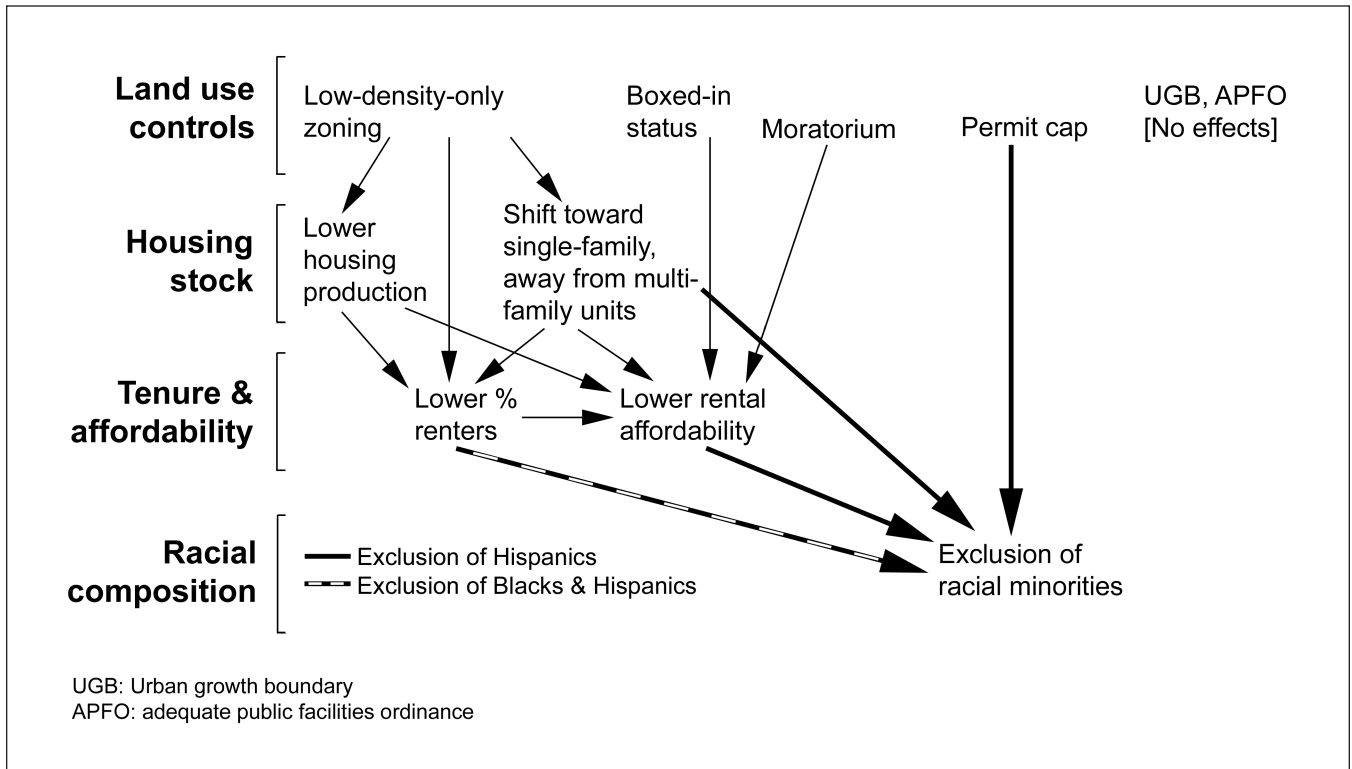 Land use
controls
Low-density-only
zoning
Boxed-in
status
Moratorium
Permit cap
UGB, APFO
[No effects]
Housing
stock
Lower
housing
production
Shift toward
single-family,
away from multi-
family units
Tenure &
affordability
Lower %
renters
Lower rental
affordability
Racial
composition
Exclusion of Hispanics
Exclusion of Blacks & Hispanics
Exclusion of
racial minorities
UGB: Urban growth boundary
APFO: adequate public facilities ordinance